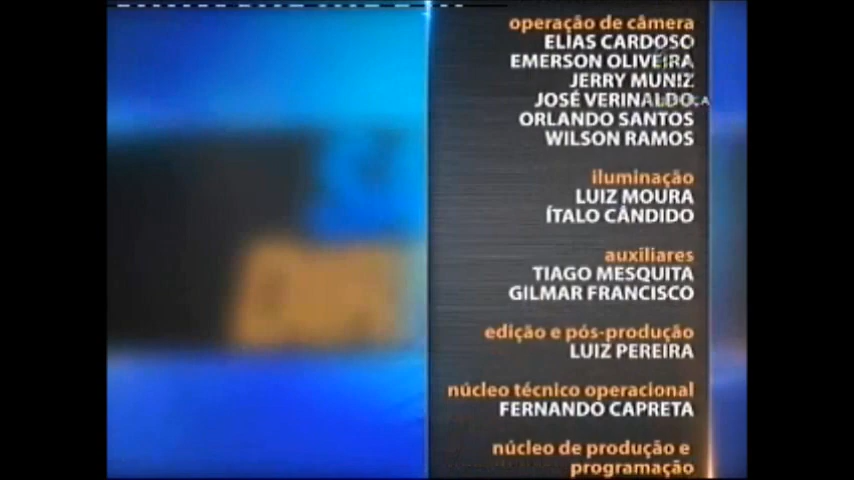 operação de câmera
ELIAS CARDOSO
EMERSON OLIVEIRA
JERRY MUNIZ
JOSÉ VERINALDO
ORLANDO SANTOS
WILSON RAMOS
iluminação
LUIZ MOURA
ÍTALO CÂNDIDO
auxiliares
TIAGO MESQUITA
GILMAR FRANCISCO
edição e pós-produção
LUIZ PEREIRA
núcleo técnico operacional
FERNANDO CAPRETA
núcleo de produção e
programação